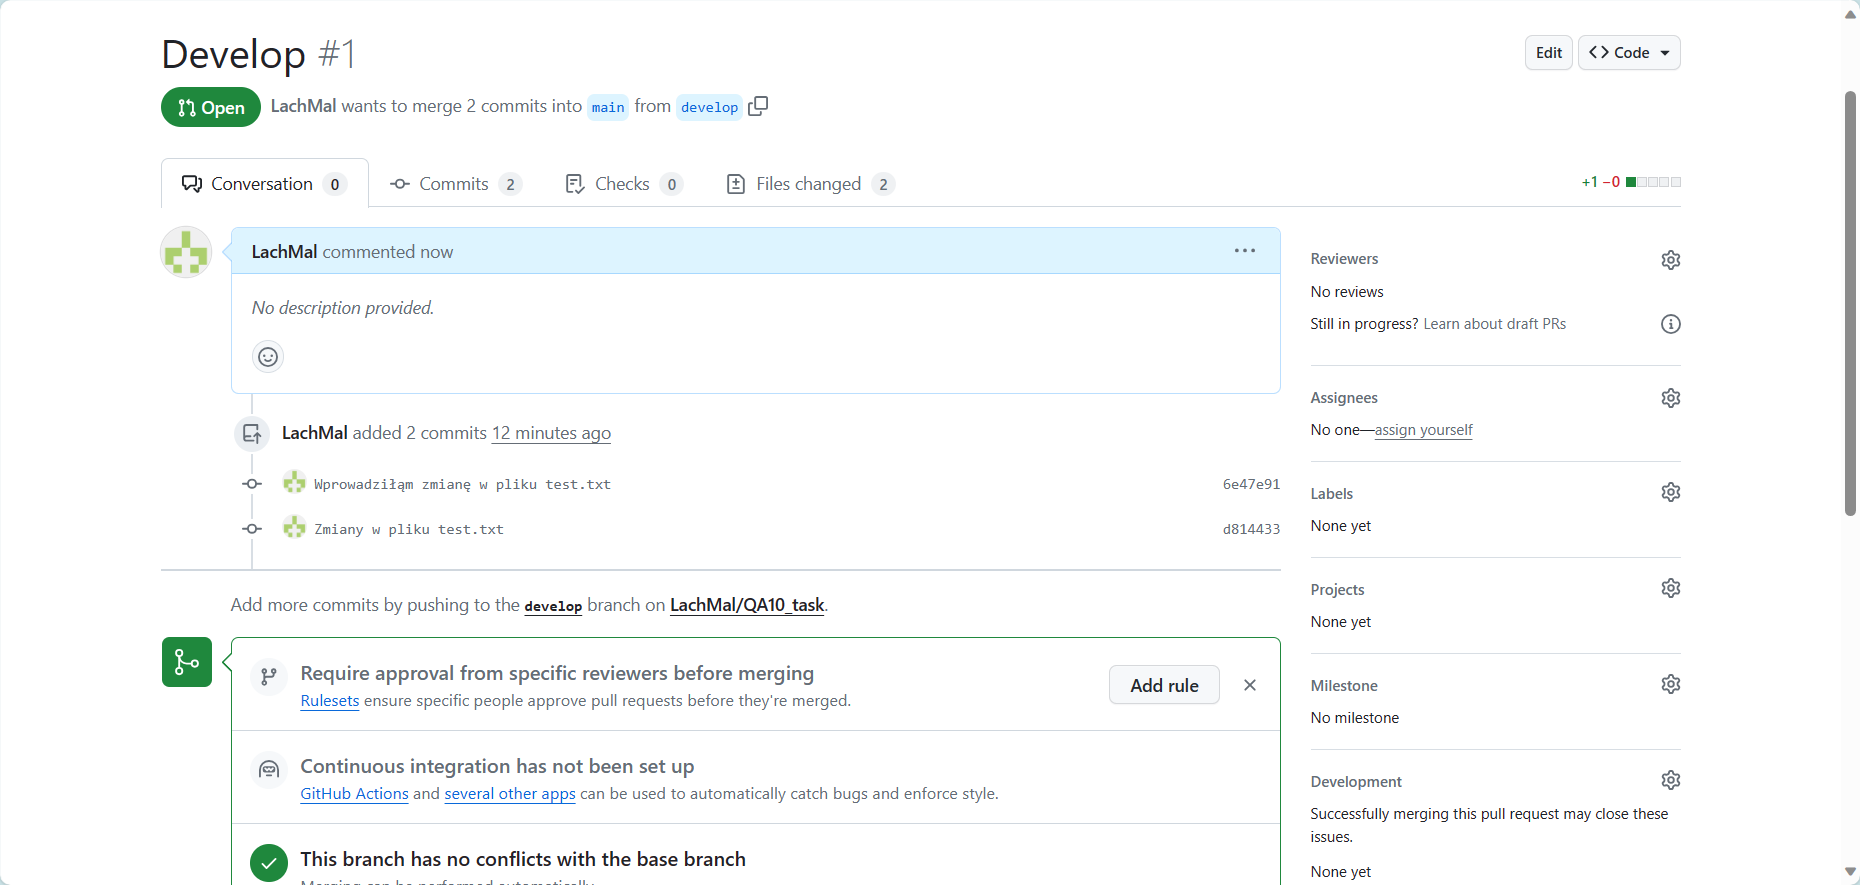 Develop #1
Edit
Code
Open
LachMal wants to merge 2 commits into main from develop
Conversation 0
Commits 2
Checks 0
Files changed 2
+1 −0
LachMal commented now
No description provided.
LachMal added 2 commits 12 minutes ago
Wprowadziłąm zmianę w pliku test.txt
6e47e91
Zmiany w pliku test.txt
d814433
Add more commits by pushing to the develop branch on LachMal/QA10_task.
Require approval from specific reviewers before merging
Rulesets ensure specific people approve pull requests before they're merged.
Add rule
Continuous integration has not been set up
GitHub Actions and several other apps can be used to automatically catch bugs and enforce style.
This branch has no conflicts with the base branch
Merging can be performed automatically.
Reviewers
No reviews
Still in progress? Learn about draft PRs
Assignees
No one—assign yourself
Labels
None yet
Projects
None yet
Milestone
No milestone
Development
Successfully merging this pull request may close these
issues.
None yet